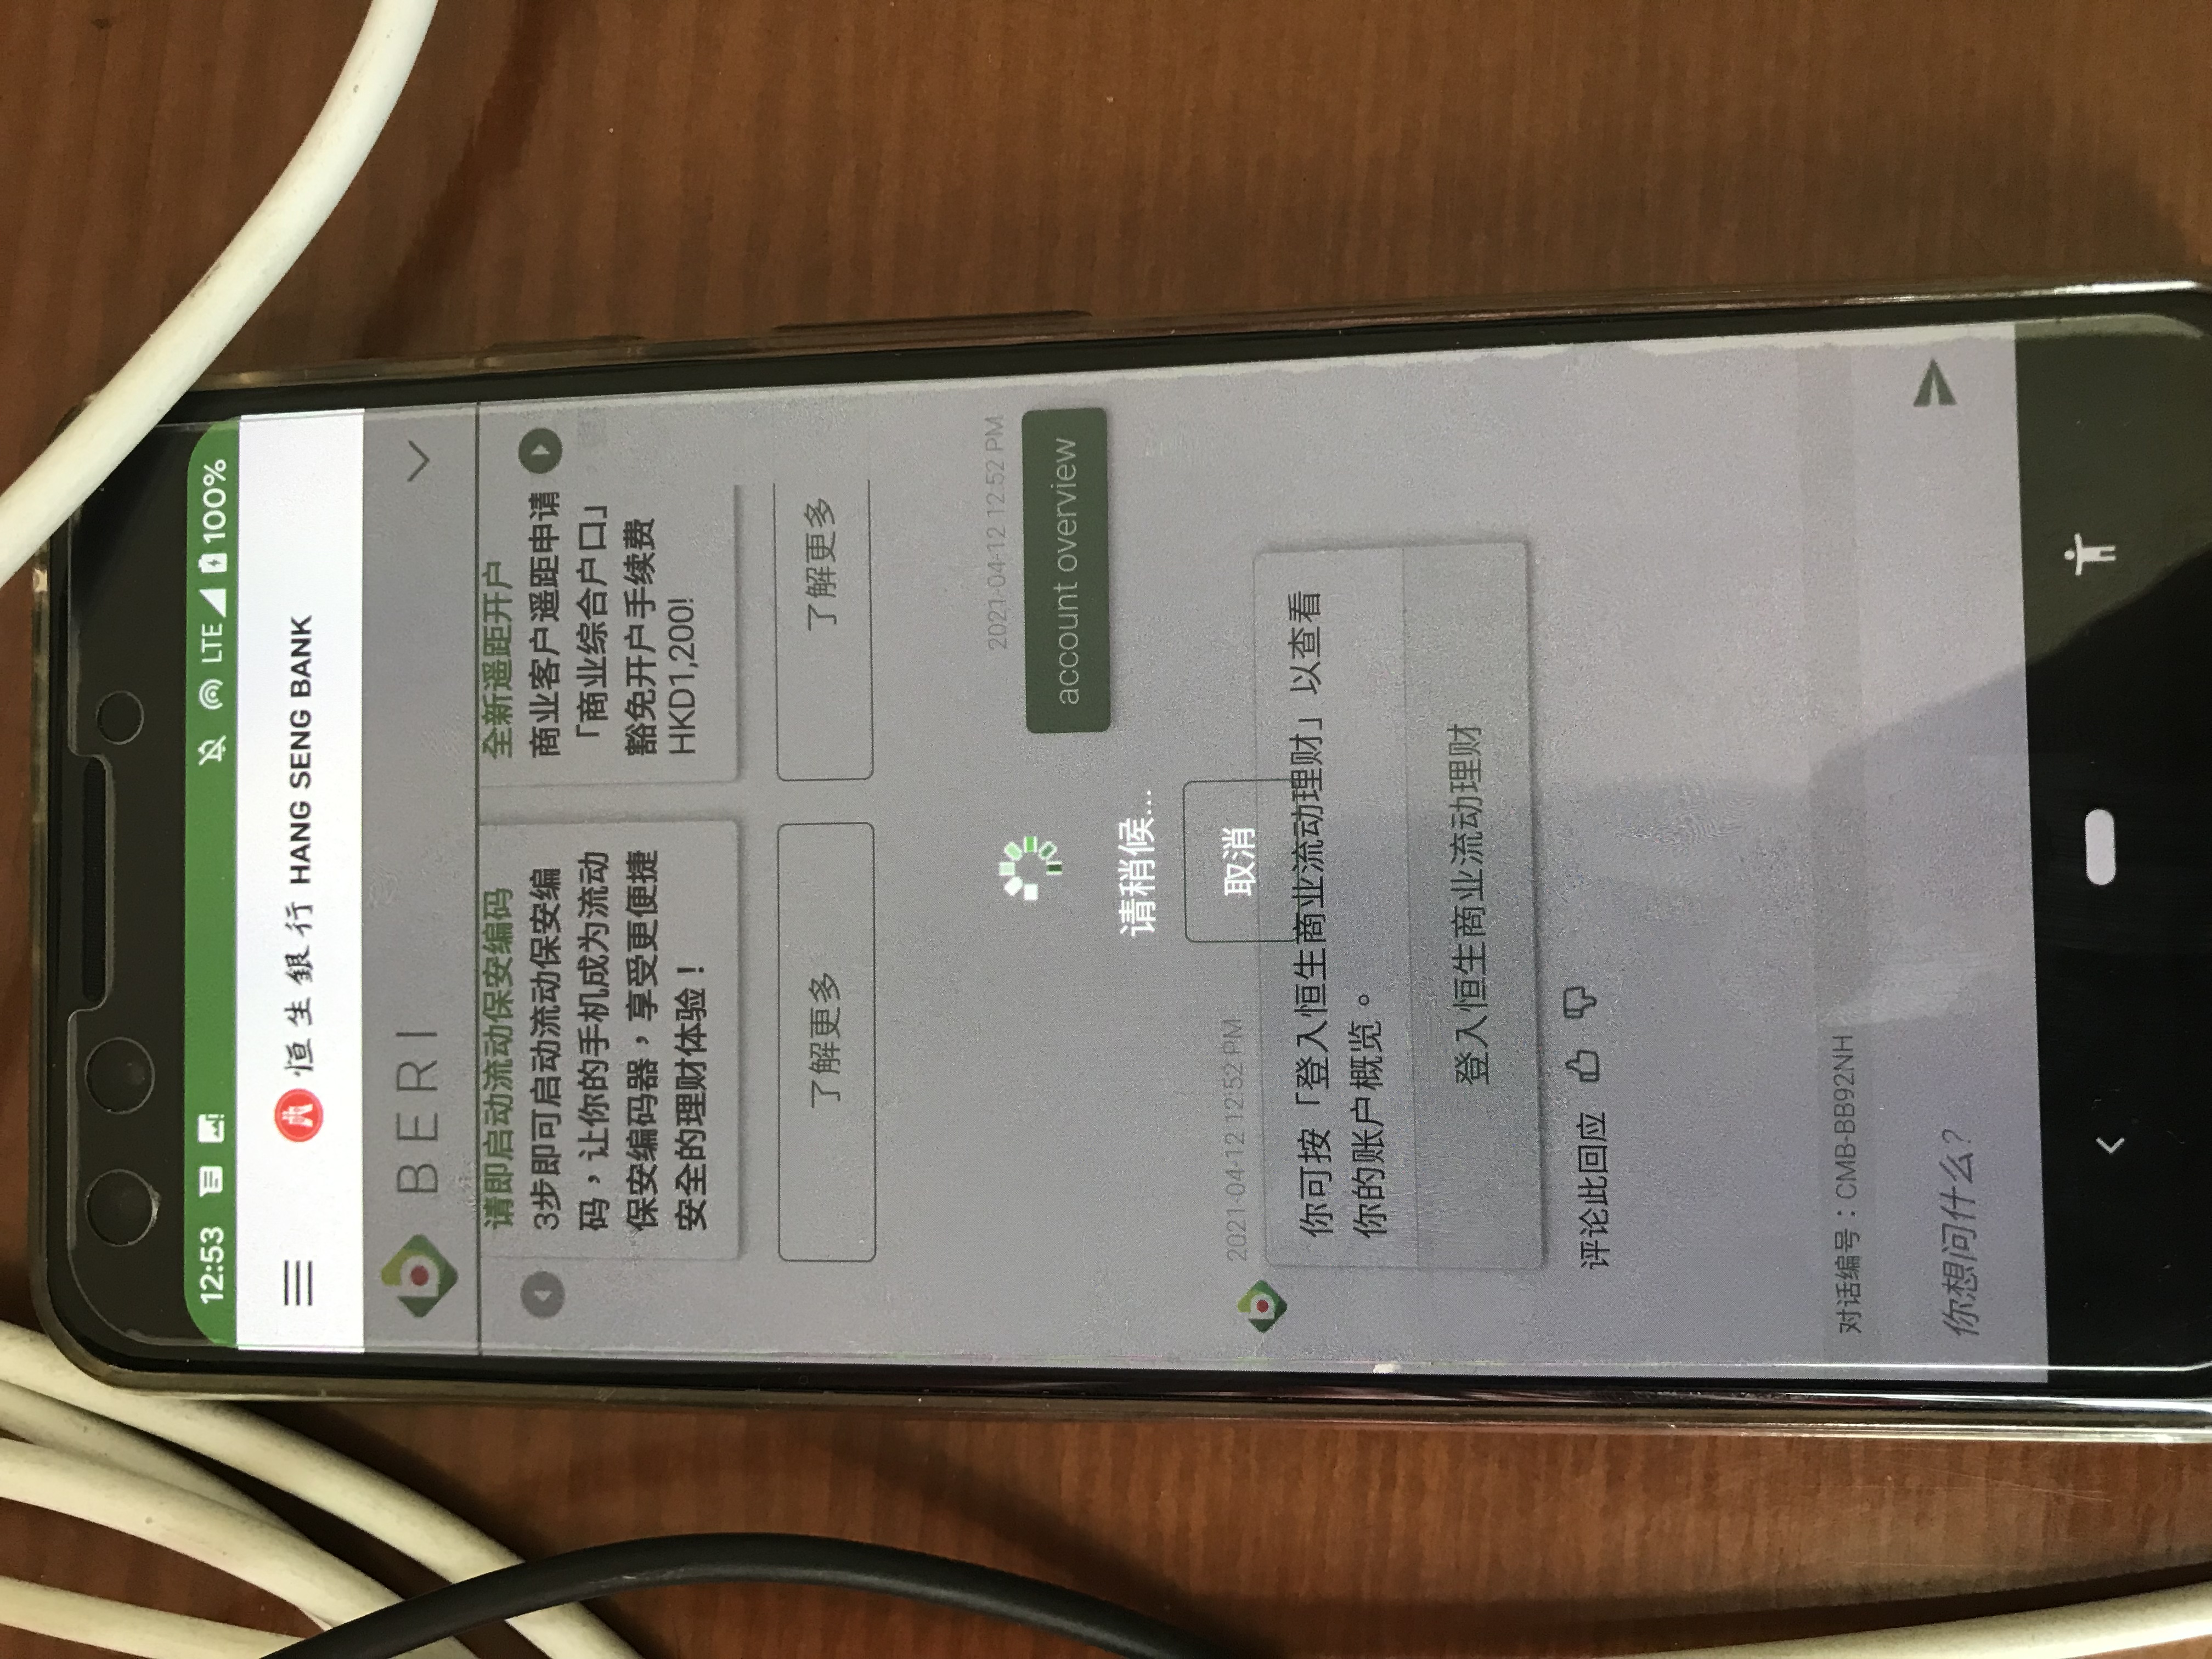 12:53 LTE 100%
恒生銀行 HANG SENG BANK
BERI
请即启动流动保安编码
3步即可启动流动保安编
码，让你的手机成为流动
保安编码器，享受更便捷
安全的理财体验！
了解更多
全新遥距开户
商业客户遥距申请
「商业综合户口」
豁免开户手续费
HKD1,200!
了解更多
2021-04-12 12:52 PM
account overview
请稍候...
取消
2021-04-12 12:52 PM
你可按「登入恒生商业流动理财」以查看
你的账户概览。
登入恒生商业流动理财
评论此回应
对话编号：CMB-BB92NH
你想问什么？